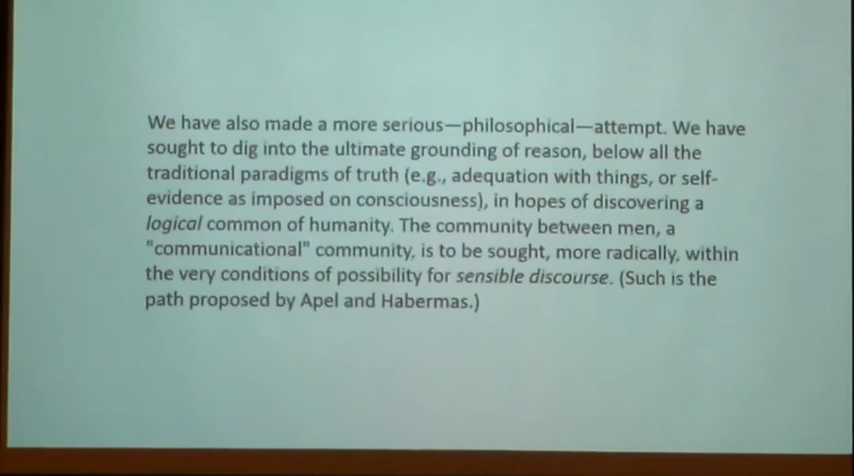 We have also made a more serious—philosophical—attempt. We have
sought to dig into the ultimate grounding of reason, below all the
traditional paradigms of truth (e.g., adequation with things, or self-
evidence as imposed on consciousness), in hopes of discovering a
logical common of humanity. The community between men, a
"communicational" community, is to be sought, more radically, within
the very conditions of possibility for sensible discourse. (Such is the
path proposed by Apel and Habermas.)